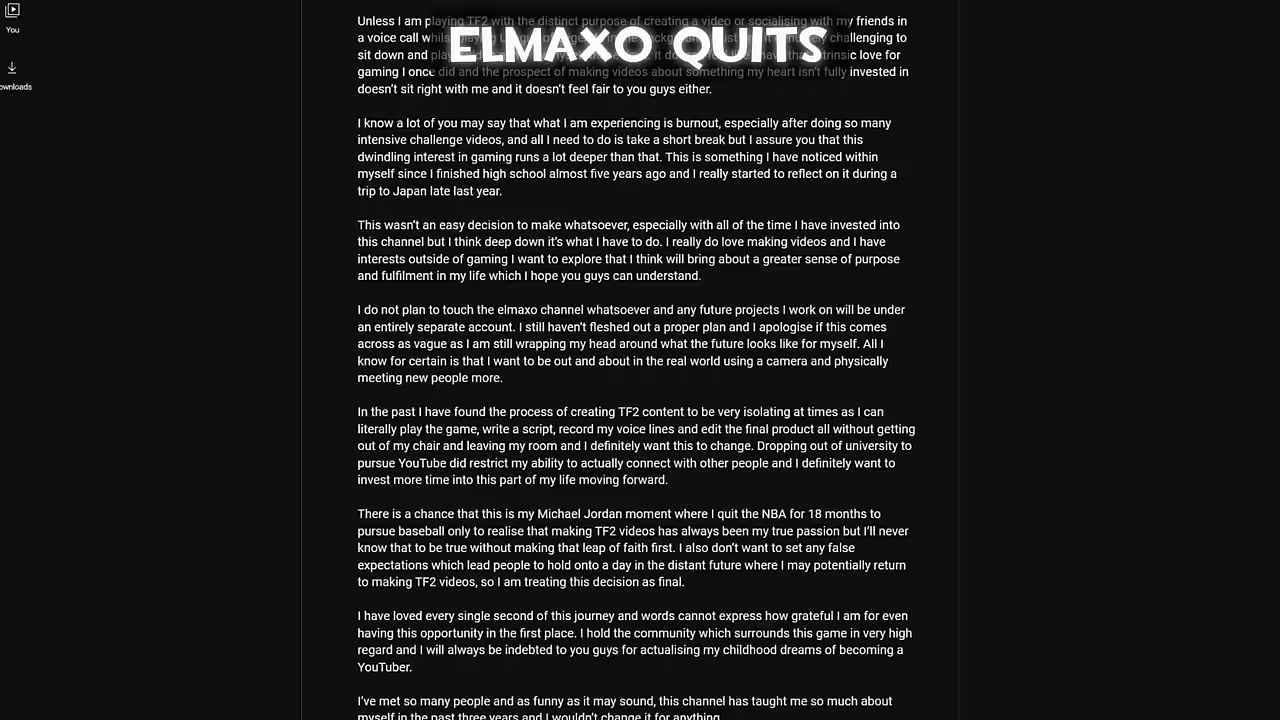 You
ownloads
ELMAXO QUITS
Unless I am playing TF2 with the distinct purpose of creating a video or socialising with my friends in
a voice call challenging to
sit down and love for
gaming I once did and the prospect of making videos about something my heart isn't fully invested in
doesn't sit right with me and it doesn't feel fair to you guys either.
I know a lot of you may say that what I am experiencing is burnout, especially after doing so many
intensive challenge videos, and all I need to do is take a short break but I assure you that this
dwindling interest in gaming runs a lot deeper than that. This is something I have noticed within
myself since I finished high school almost five years ago and I really started to reflect on it during a
trip to Japan late last year.
This wasn't an easy decision to make whatsoever, especially with all of the time I have invested into
this channel but I think deep down it's what I have to do. I really do love making videos and I have
interests outside of gaming I want to explore that I think will bring about a greater sense of purpose
and fulfilment in my life which I hope you guys can understand.
I do not plan to touch the elmaxo channel whatsoever and any future projects I work on will be under
an entirely separate account. I still haven't fleshed out a proper plan and I apologise if this comes
across as vague as I am still wrapping my head around what the future looks like for myself. All I
know for certain is that I want to be out and about in the real world using a camera and physically
meeting new people more.
In the past I have found the process of creating TF2 content to be very isolating at times as I can
literally play the game, write a script, record my voice lines and edit the final product all without getting
out of my chair and leaving my room and I definitely want this to change. Dropping out of university to
pursue YouTube did restrict my ability to actually connect with other people and I definitely want to
invest more time into this part of my life moving forward.
There is a chance that this is my Michael Jordan moment where I quit the NBA for 18 months to
pursue baseball only to realise that making TF2 videos has always been my true passion but I'll never
know that to be true without making that leap of faith first. I also don't want to set any false
expectations which lead people to hold onto a day in the distant future where I may potentially return
to making TF2 videos, so I am treating this decision as final.
I have loved every single second of this journey and words cannot express how grateful I am for even
having this opportunity in the first place. I hold the community which surrounds this game in very high
regard and I will always be indebted to you guys for actualising my childhood dreams of becoming a
YouTuber.
I've met so many people and as funny as it may sound, this channel has taught me so much about
myself in the past three years and I wouldn't change it for anything.